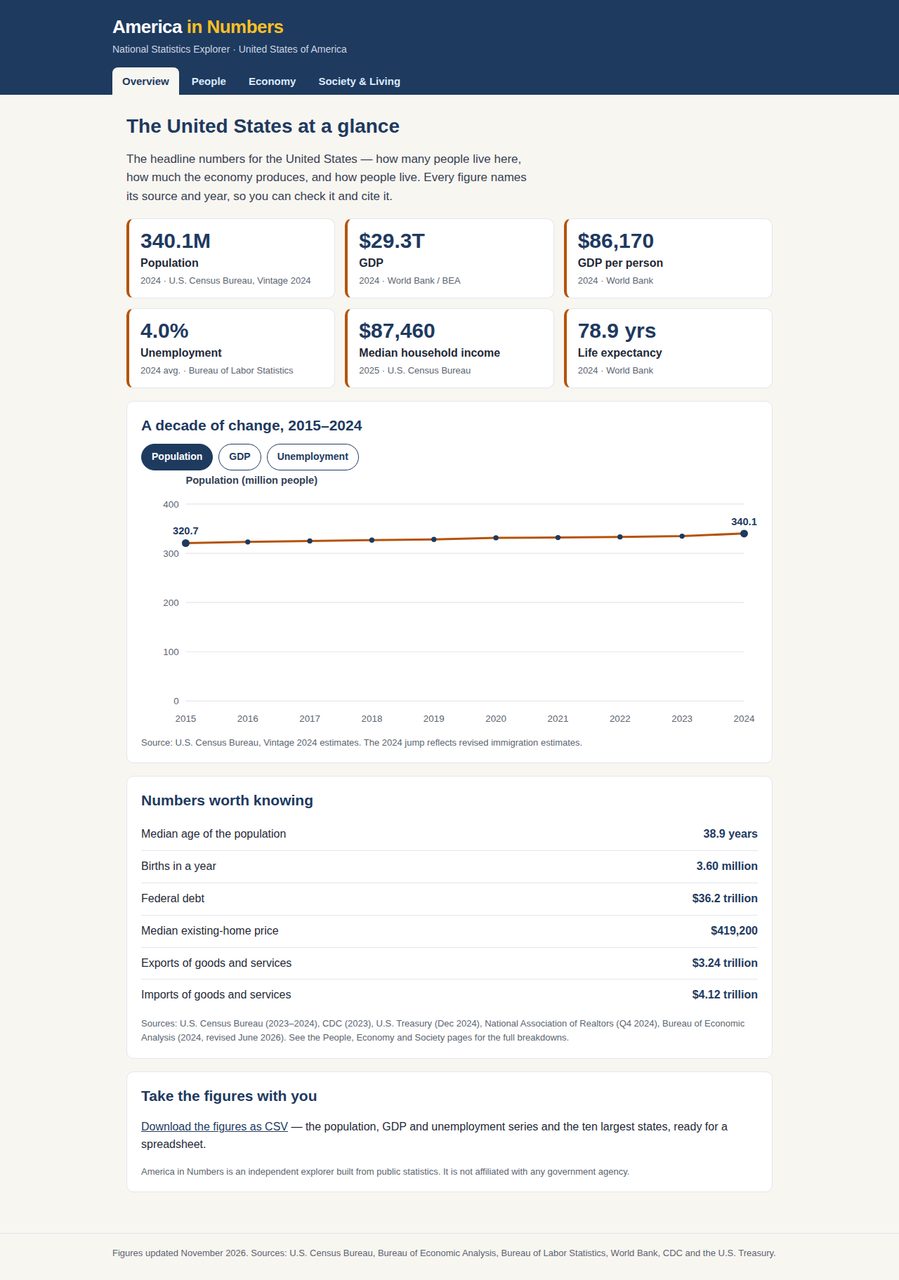 America in Numbers
National Statistics Explorer · United States of America
Overview People Economy Society & Living
The United States at a glance
The headline numbers for the United States — how many people live here,
how much the economy produces, and how people live. Every figure names
its source and year, so you can check it and cite it.
340.1M
Population
2024 · U.S. Census Bureau, Vintage 2024
$29.3T
GDP
2024 · World Bank / BEA
$86,170
GDP per person
2024 · World Bank
4.0%
Unemployment
2024 avg. · Bureau of Labor Statistics
$87,460
Median household income
2025 · U.S. Census Bureau
78.9 yrs
Life expectancy
2024 · World Bank
A decade of change, 2015–2024
Population GDP Unemployment
Population (million people)
400
340.1
320.7
300
200
100
0
2015 2016 2017 2018 2019 2020 2021 2022 2023 2024
Source: U.S. Census Bureau, Vintage 2024 estimates. The 2024 jump reflects revised immigration estimates.
Numbers worth knowing
Median age of the population 38.9 years
Births in a year 3.60 million
Federal debt $36.2 trillion
Median existing-home price $419,200
Exports of goods and services $3.24 trillion
Imports of goods and services $4.12 trillion
Sources: U.S. Census Bureau (2023–2024), CDC (2023), U.S. Treasury (Dec 2024), National Association of Realtors (Q4 2024), Bureau of Economic
Analysis (2024, revised June 2026). See the People, Economy and Society pages for the full breakdowns.
Take the figures with you
Download the figures as CSV — the population, GDP and unemployment series and the ten largest states, ready for a
spreadsheet.
America in Numbers is an independent explorer built from public statistics. It is not affiliated with any government agency.
Figures updated November 2026. Sources: U.S. Census Bureau, Bureau of Economic Analysis, Bureau of Labor Statistics, World Bank, CDC and the U.S. Treasury.